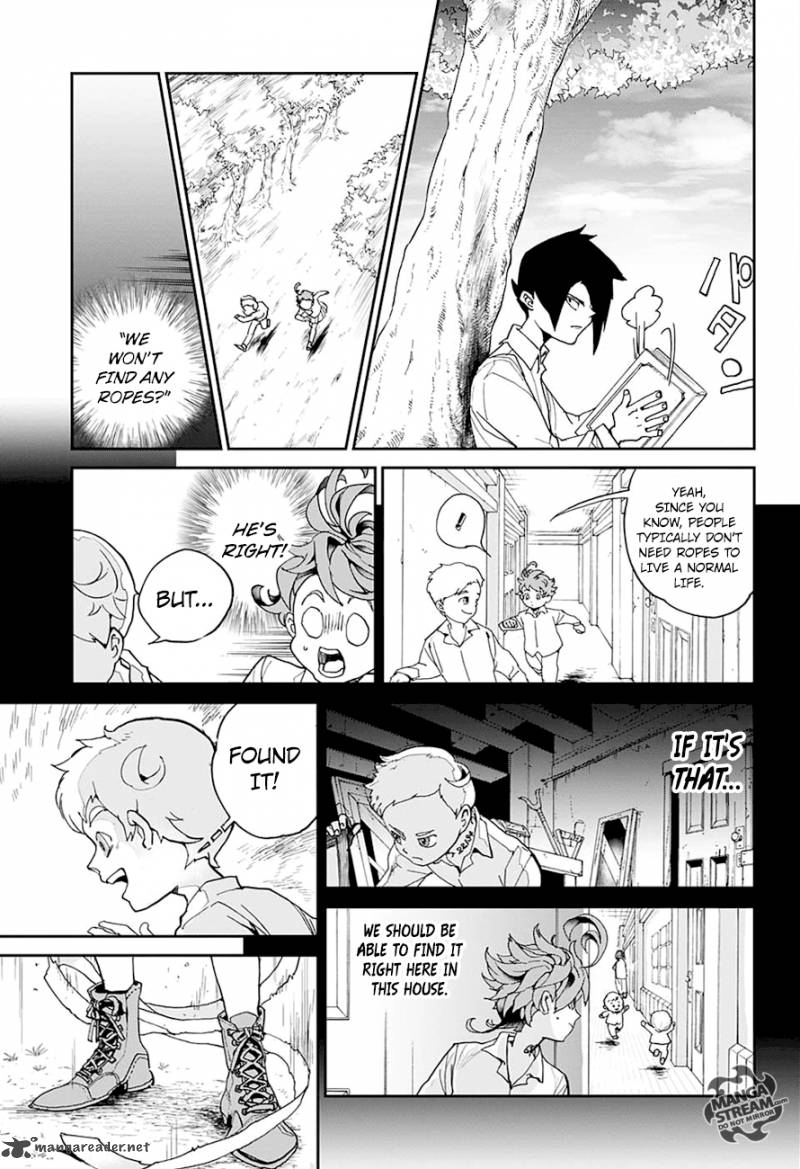 パタン
"WE
WON'T
FIND ANY
ROPES?"
YEAH,
SINCE YOU
KNOW, PEOPLE
TYPICALLY DON'T
NEED ROPES TO
LIVE A NORMAL
LIFE.
!
HE'S
RIGHT!
BUT...
IF IT'S
THAT...
FOUND
IT!
WE SHOULD BE
ABLE TO FIND IT
RIGHT HERE IN
THIS HOUSE.
MANGA
STREAM.com
DO NOT MIRROR
mangareader.net